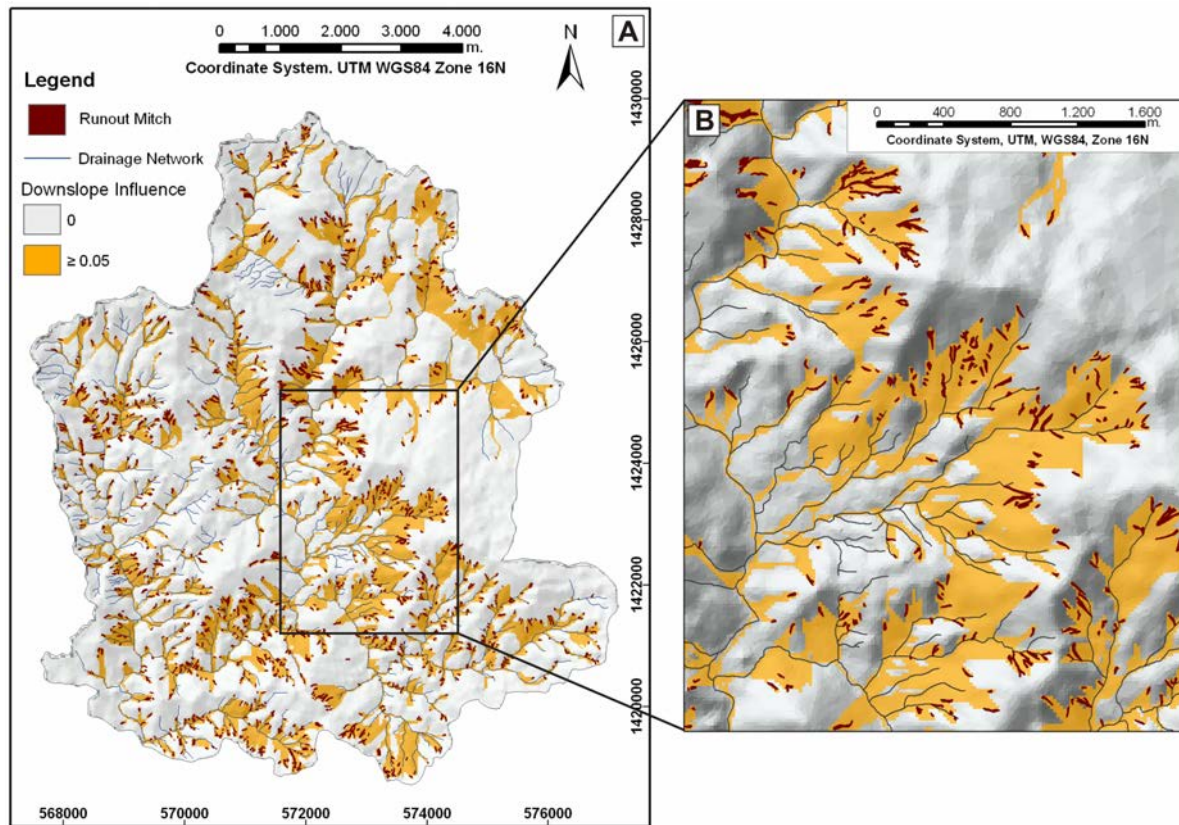 0 1.000 2.000 3.000 4.000
m.
Coordinate System. UTM WGS84 Zone 16N
N
A
Legend
Runout Mitch
Drainage Network
Downslope Influence
0
≥ 0.05
1430000
1428000
1426000
1424000
1422000
1420000
568000 570000 572000 574000 576000
B
0 400 800 1.200 1.600
m.
Coordinate System, UTM, WGS84, Zone 16N